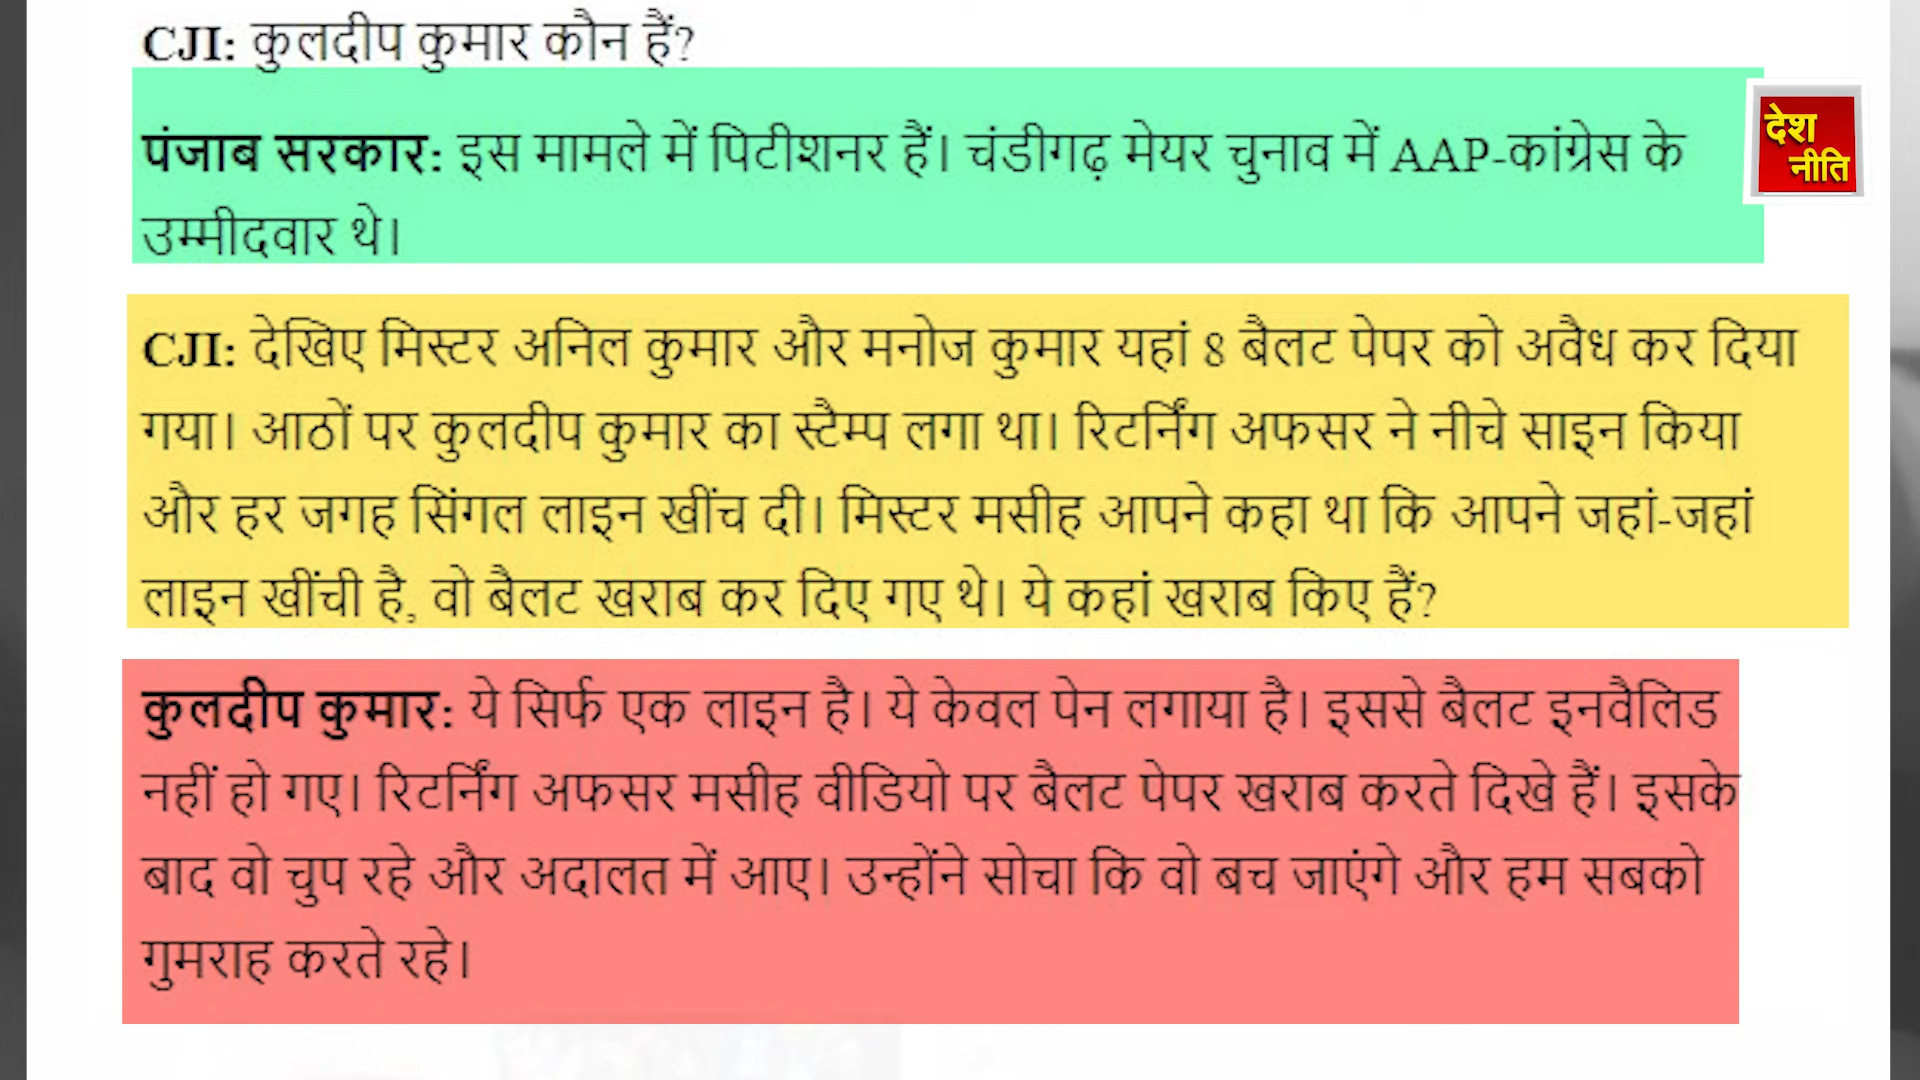 CJI: कुलदीप कुमार कौन हैं?
पंजाब सरकार: इस मामले में पिटीशनर हैं। चंडीगढ़ मेयर चुनाव में AAP-कांग्रेस के
उम्मीदवार थे।
देश
नीति
CJI: देखिए मिस्टर अनिल कुमार और मनोज कुमार यहां 8 बैलट पेपर को अवैध कर दिया
गया। आठों पर कुलदीप कुमार का स्टैम्प लगा था। रिटर्निंग अफसर ने नीचे साइन किया
और हर जगह सिंगल लाइन खींच दी। मिस्टर मसीह आपने कहा था कि आपने जहां-जहां
लाइन खींची है, वो बैलट खराब कर दिए गए थे। ये कहां खराब किए हैं?
कुलदीप कुमार: ये सिर्फ एक लाइन है। ये केवल पेन लगाया है। इससे बैलट इनवैलिड
नहीं हो गए। रिटर्निंग अफसर मसीह वीडियो पर बैलट पेपर खराब करते दिखे हैं। इसके
बाद वो चुप रहे और अदालत में आए। उन्होंने सोचा कि वो बच जाएंगे और हम सबको
गुमराह करते रहे।